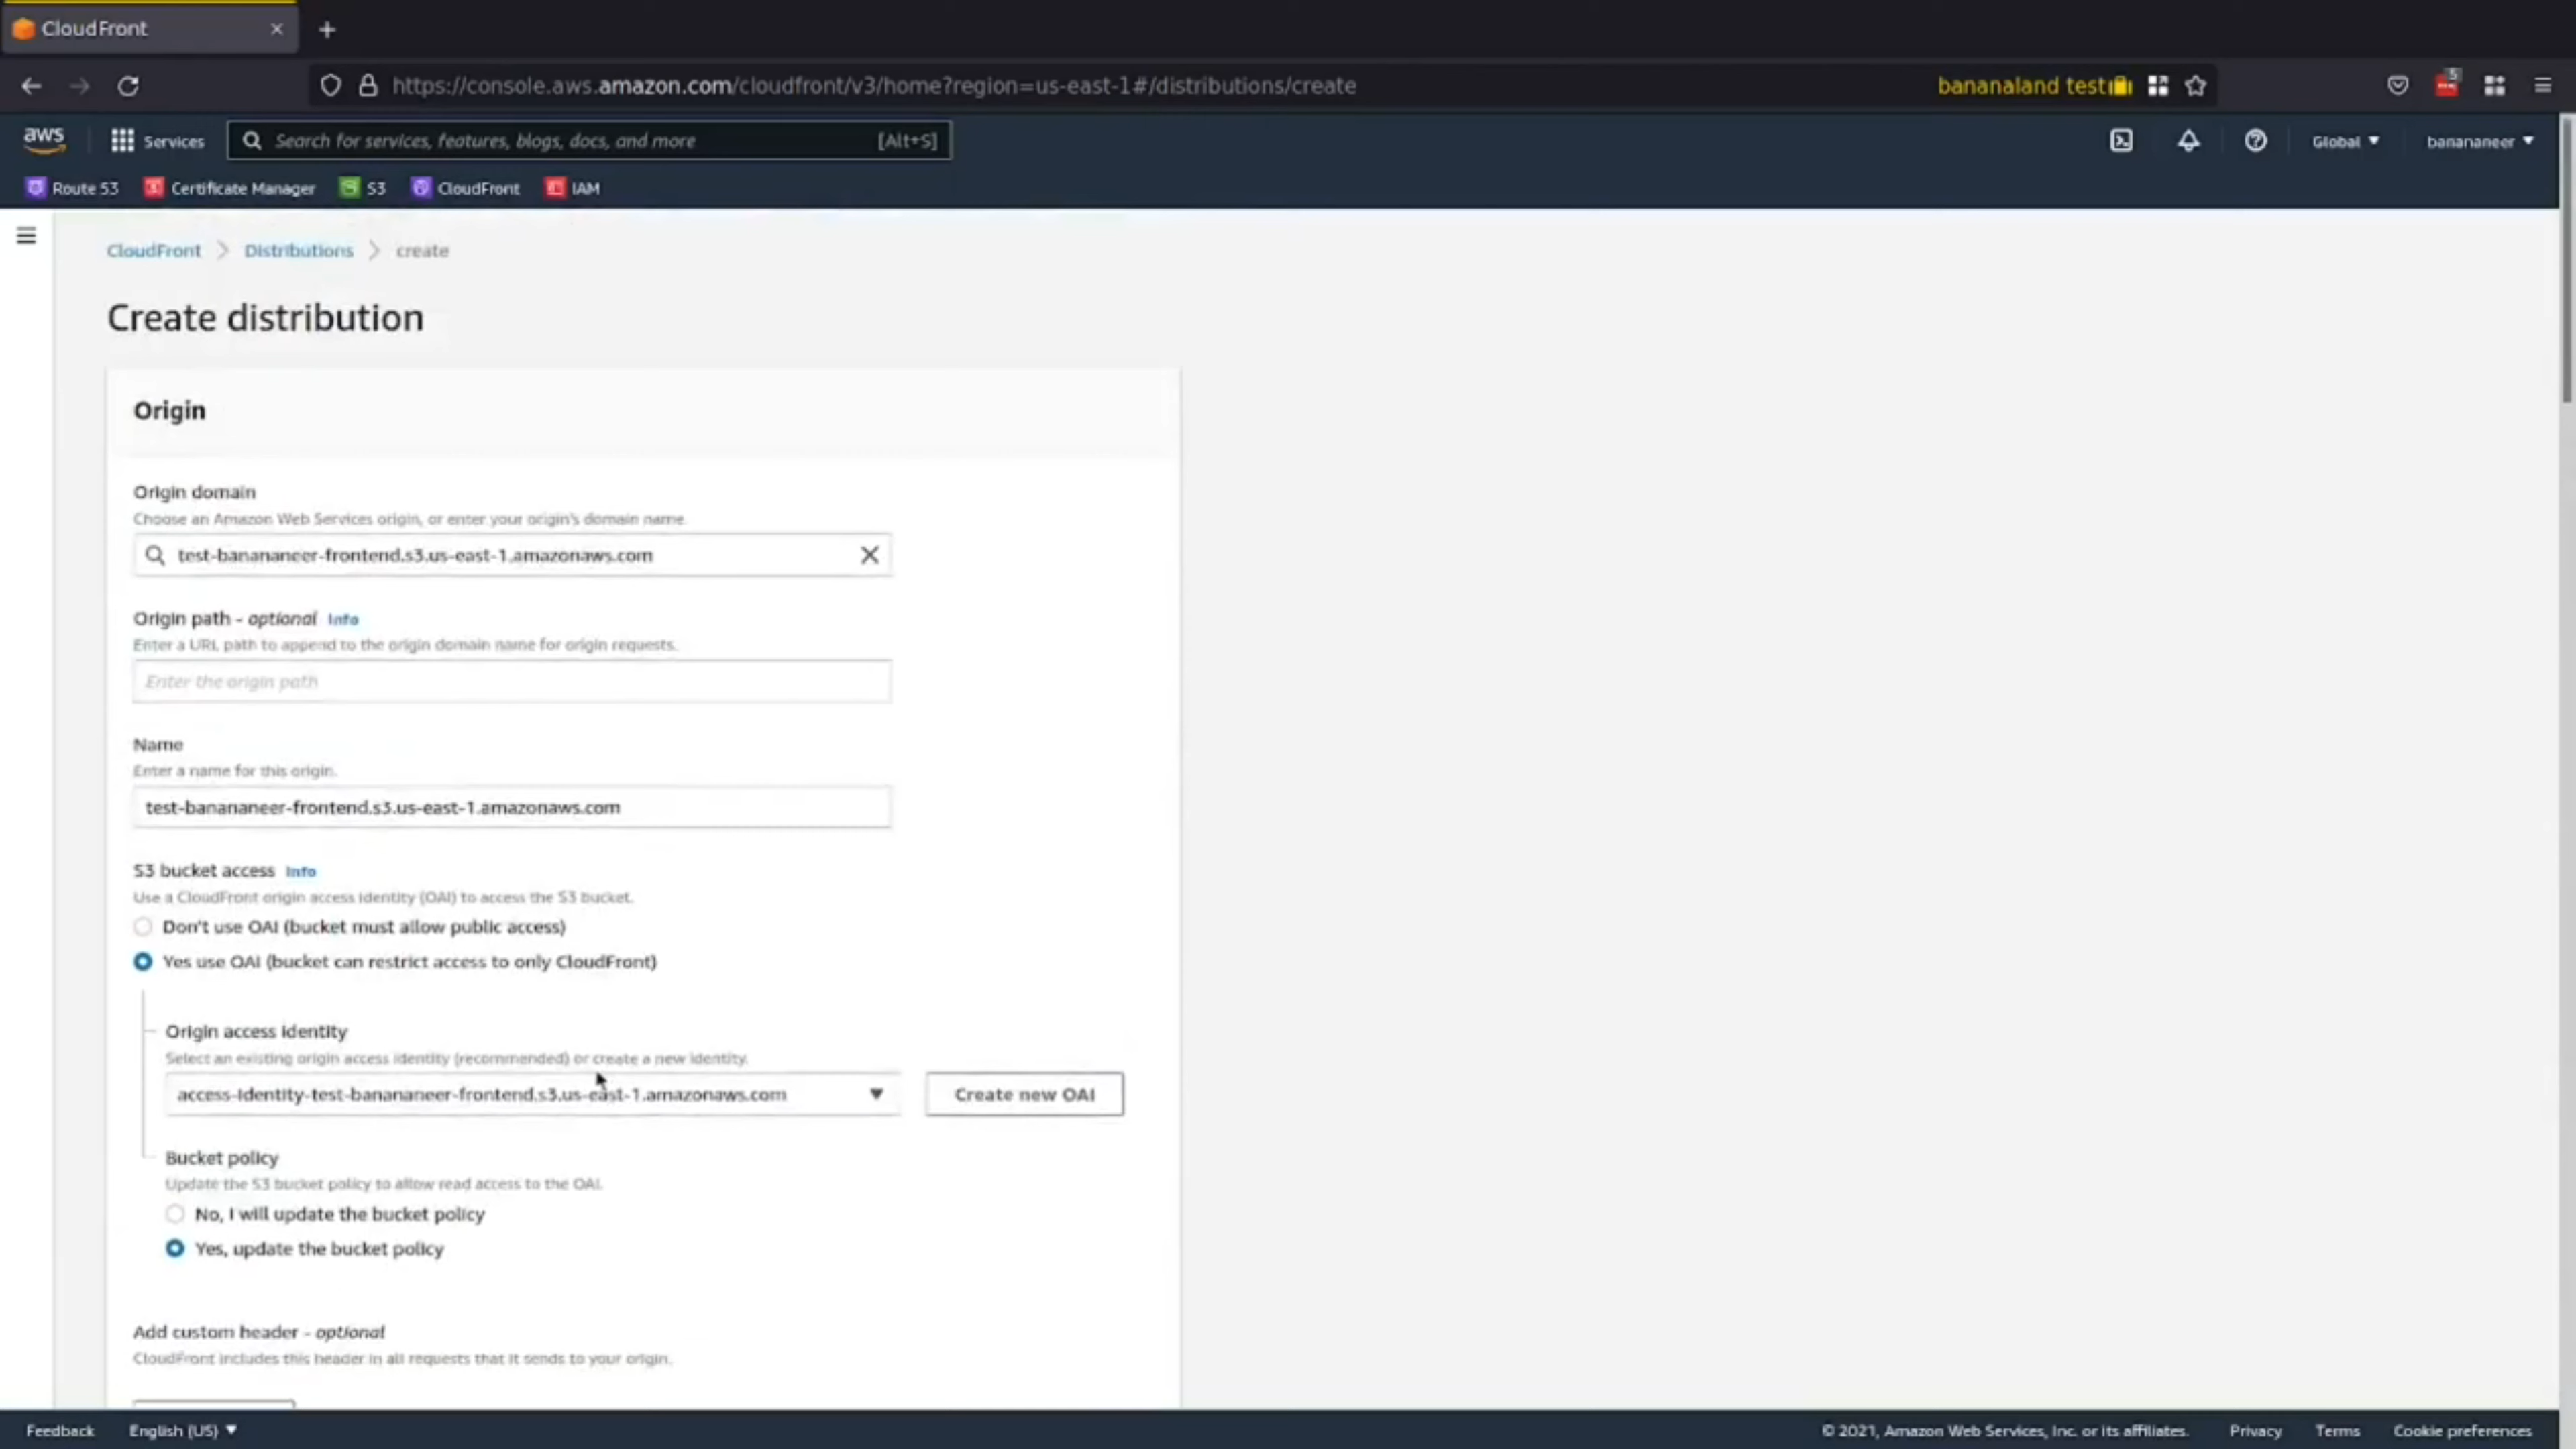 CloudFront
https://console.aws.amazon.com/cloudfront/v3/home?region=us-east-1#/distributions/create
bananaland test
5
aws
Services
Search for services, features, blogs, docs, and more
[Alt+S]
Global
banananeer
Route 53
Certificate Manager
S3
CloudFront
IAM
CloudFront
Distributions
create
Create distribution
Origin
Origin domain
Choose an Amazon Web Services origin, or enter your origin's domain name.
test-banananeer-frontend.s3.us-east-1.amazonaws.com
Origin path - optional Info
Enter a URL path to append to the origin domain name for origin requests.
Enter the origin path
Name
Enter a name for this origin.
test-banananeer-frontend.s3.us-east-1.amazonaws.com
S3 bucket access Info
Use a CloudFront origin access identity (OAI) to access the S3 bucket.
Don't use OAI (bucket must allow public access)
Yes use OAI (bucket can restrict access to only CloudFront)
Origin access identity
Select an existing origin access identity (recommended) or create a new identity.
access-identity-test-banananeer-frontend.s3.us-east-1.amazonaws.com
Create new OAI
Bucket policy
Update the S3 bucket policy to allow read access to the OAI.
No, I will update the bucket policy
Yes, update the bucket policy
Add custom header - optional
CloudFront includes this header in all requests that it sends to your origin.
Feedback
English (US)
© 2021, Amazon Web Services, Inc. or its affiliates.
Privacy
Terms
Cookie preferences